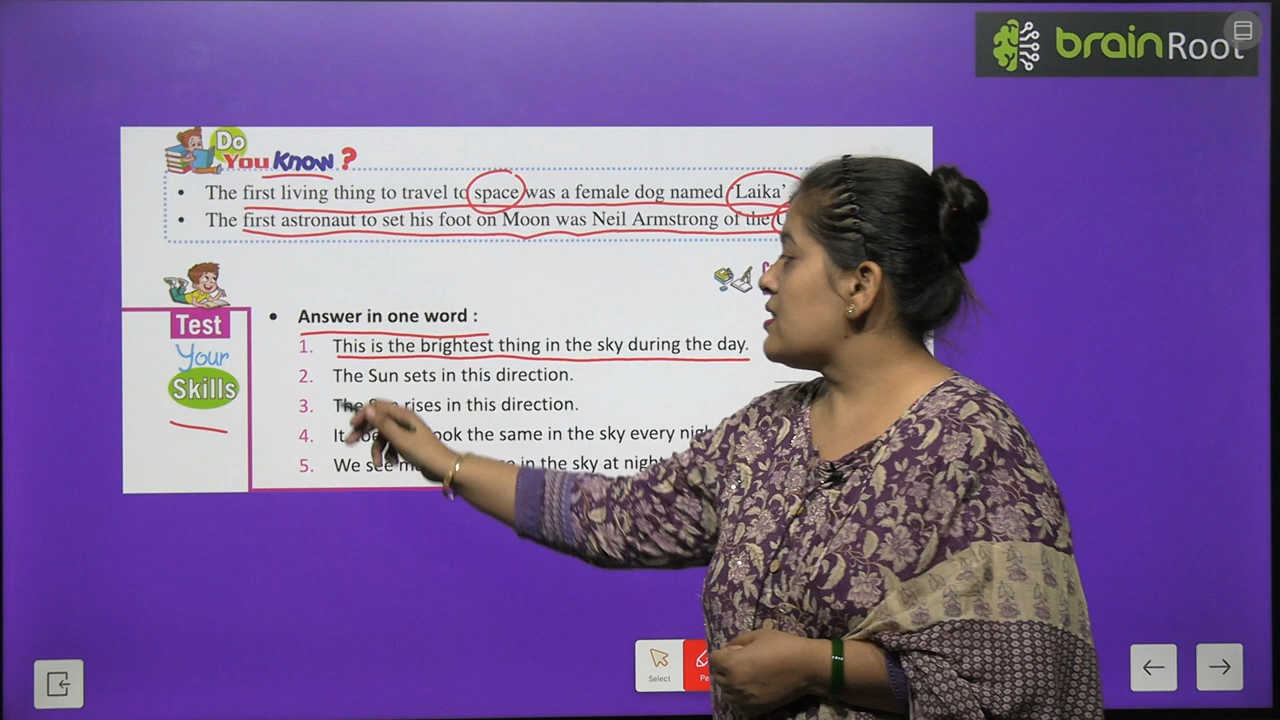 brainRoot
Do
You Know ?
• The first living thing to travel to space was a female dog named 'Laika'
• The first astronaut to set his foot on Moon was Neil Armstrong of the
Test
Your
Skills
• Answer in one word :
1. This is the brightest thing in the sky during the day.
2. The Sun sets in this direction.
3. The Sun rises in this direction.
4. look the same in the sky every
5. We see in the sky at night
Select